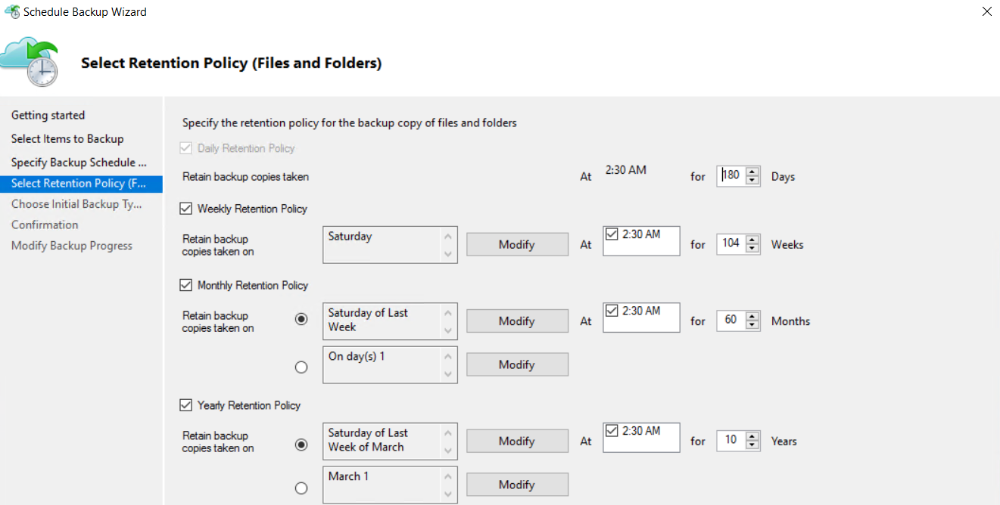 Schedule Backup Wizard
Select Retention Policy (Files and Folders)
Getting started
Select Items to Backup
Specify Backup Schedule ...
Select Retention Policy (F...
Choose Initial Backup Ty...
Confirmation
Modify Backup Progress
Specify the retention policy for the backup copy of files and folders
Daily Retention Policy
Retain backup copies taken At 2:30 AM for 180 Days
Weekly Retention Policy
Retain backup
copies taken on
Saturday
Modify At 2:30 AM for 104 Weeks
Monthly Retention Policy
Retain backup
copies taken on
Saturday of Last
Week
Modify At 2:30 AM for 60 Months
On day(s) 1
Modify
Yearly Retention Policy
Retain backup
copies taken on
Saturday of Last
Week of March
Modify At 2:30 AM for 10 Years
March 1
Modify